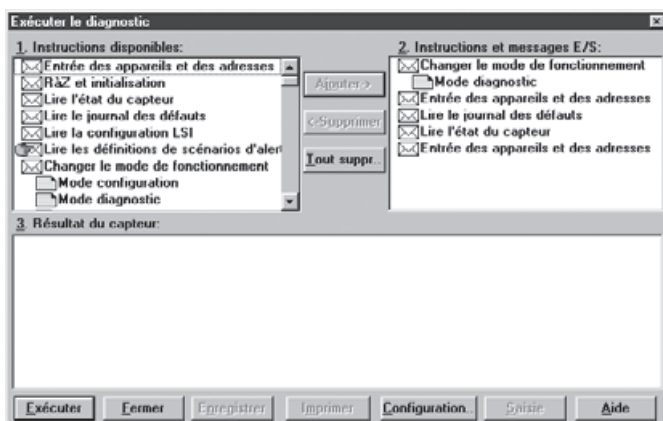 Exécuter le diagnostic
1. Instructions disponibles:
Entrée des appareils et des adresses
RàZ et initialisation
Lire l'état du capteur
Lire le journal des défauts
Lire la configuration LSI
Lire les définitions de scénarios d'alert
Changer le mode de fonctionnement
Mode configuration
Mode diagnostic
Ajouter->
<-Supprimer
Tout suppr..
2. Instructions et messages E/S:
Changer le mode de fonctionnement
Mode diagnostic
Entrée des appareils et des adresses
Lire le journal des défauts
Lire l'état du capteur
Entrée des appareils et des adresses
3. Résultat du capteur:
Exécuter
Fermer
Enregistrer
Imprimer
Configuration..
Saisie
Aide